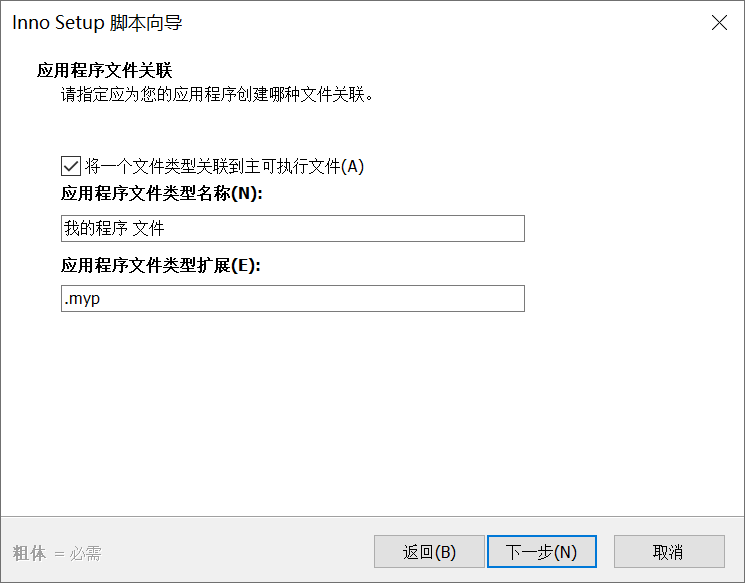 Inno Setup 脚本向导
应用程序文件关联
请指定应为您的应用程序创建哪种文件关联。
将一个文件类型关联到主可执行文件(A)
应用程序文件类型名称(N):
我的程序 文件
应用程序文件类型扩展(E):
.myp
粗体 = 必需
返回(B)
下一步(N)
取消